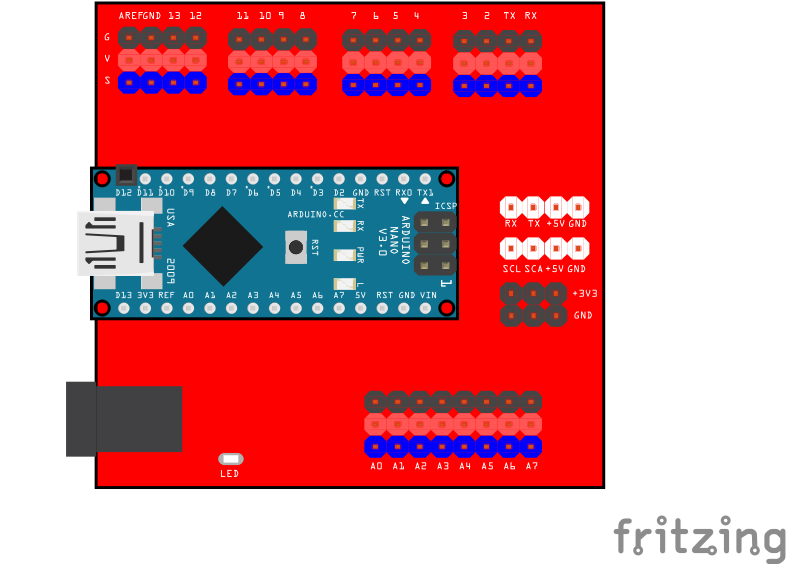 AREF GND 13 12 11 10 9 8 7 6 5 4 3 2 TX RX
G
V
S
D12 D11 D10 D9 D8 D7 D6 D5 D4 D3 D2 GND RST RX0 TX1
USA
2009
ARDUINO.CC
RST
TX
RX
PWR
L
ARDUINO
NANO
V3.0
ICSP
1
D13 3V3 REF A0 A1 A2 A3 A4 A5 A6 A7 5V RST GND VIN
RX TX +5V GND
SCL SCA +5V GND
+3V3
GND
LED
A0 A1 A2 A3 A4 A5 A6 A7
fritzing